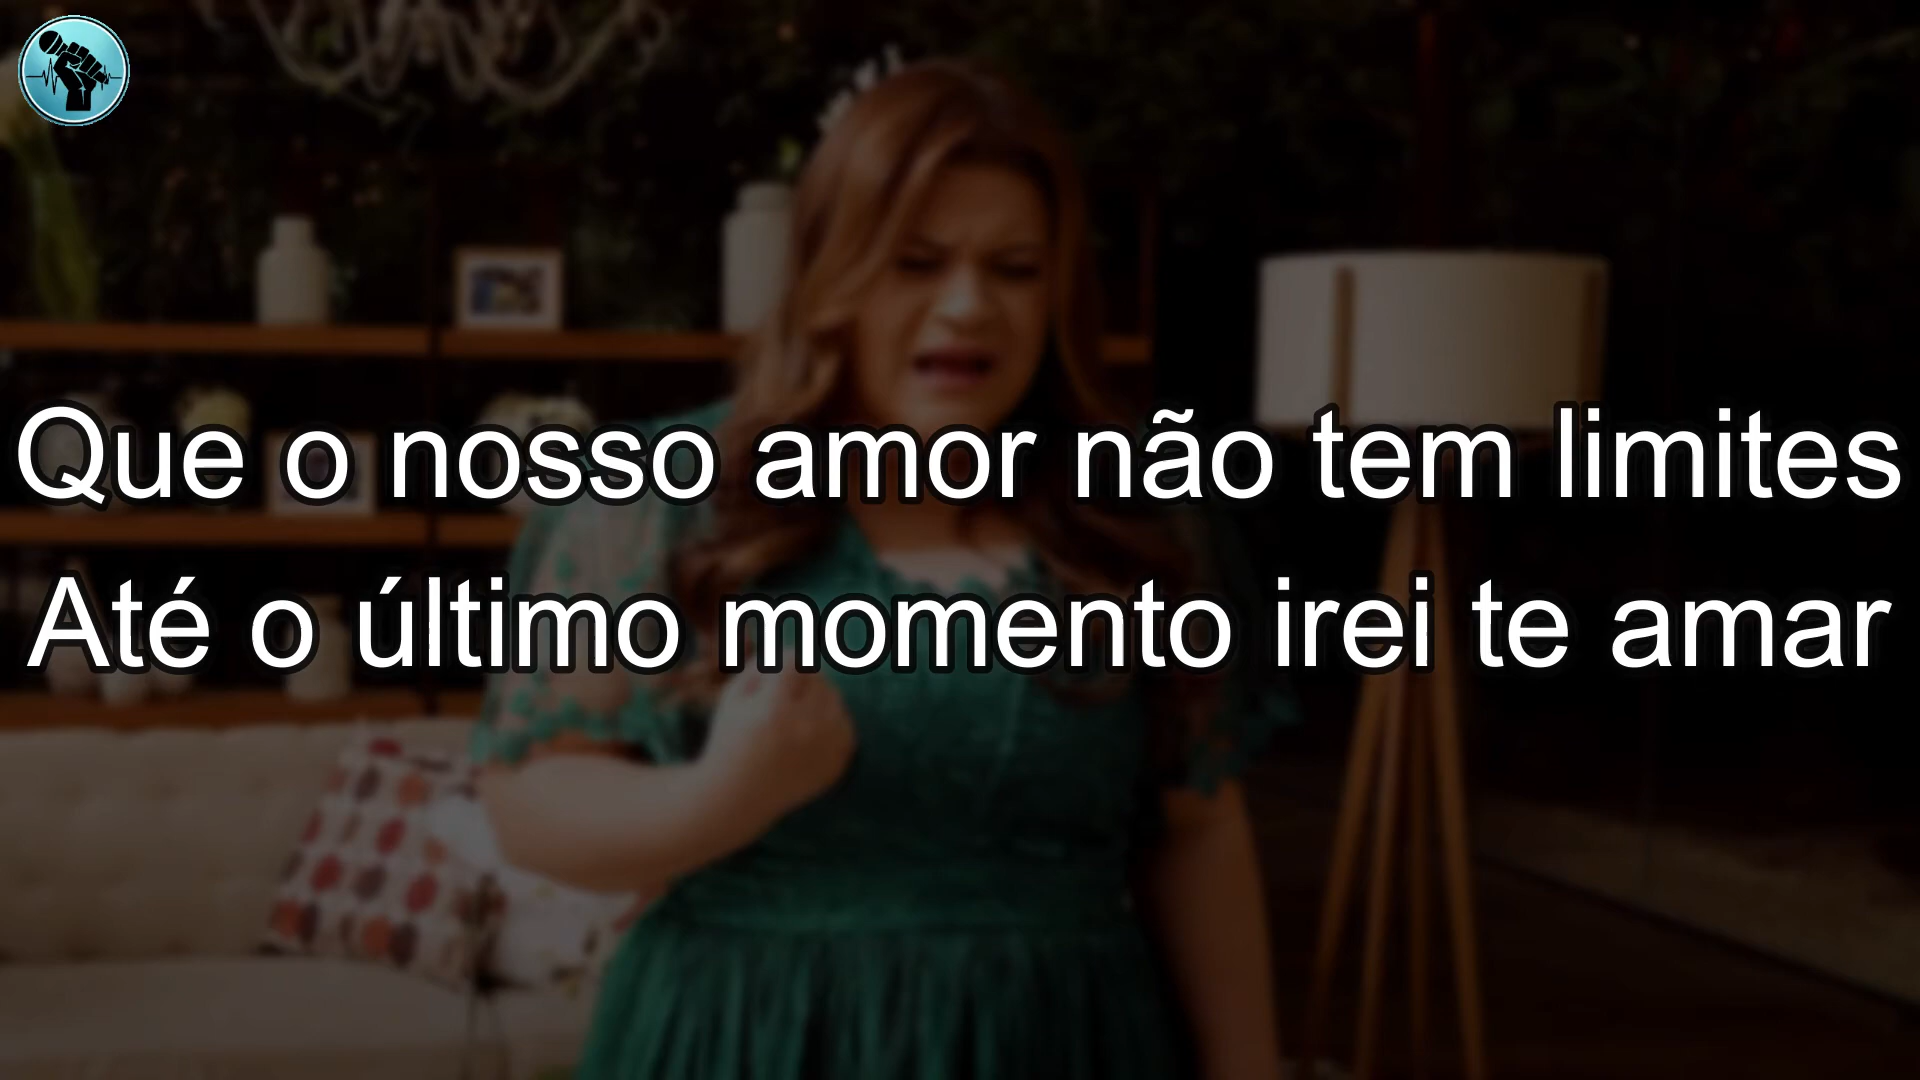 Que o nosso amor não tem limites
Até o último momento irei te amar